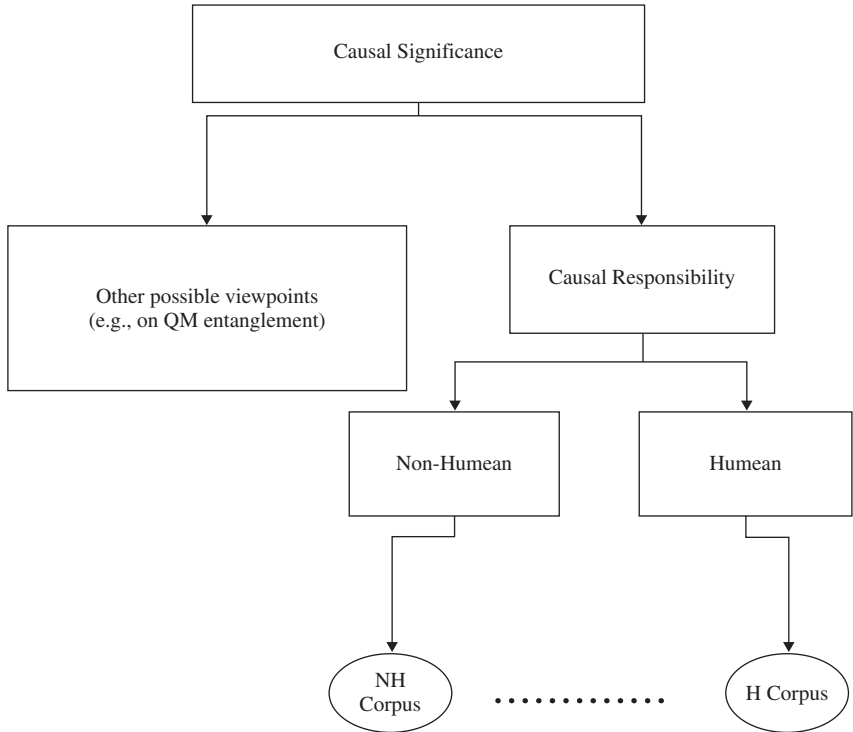 Causal Significance
Other possible viewpoints
(e.g., on QM entanglement)
Causal Responsibility
Non-Humean
Humean
NH
Corpus
H Corpus